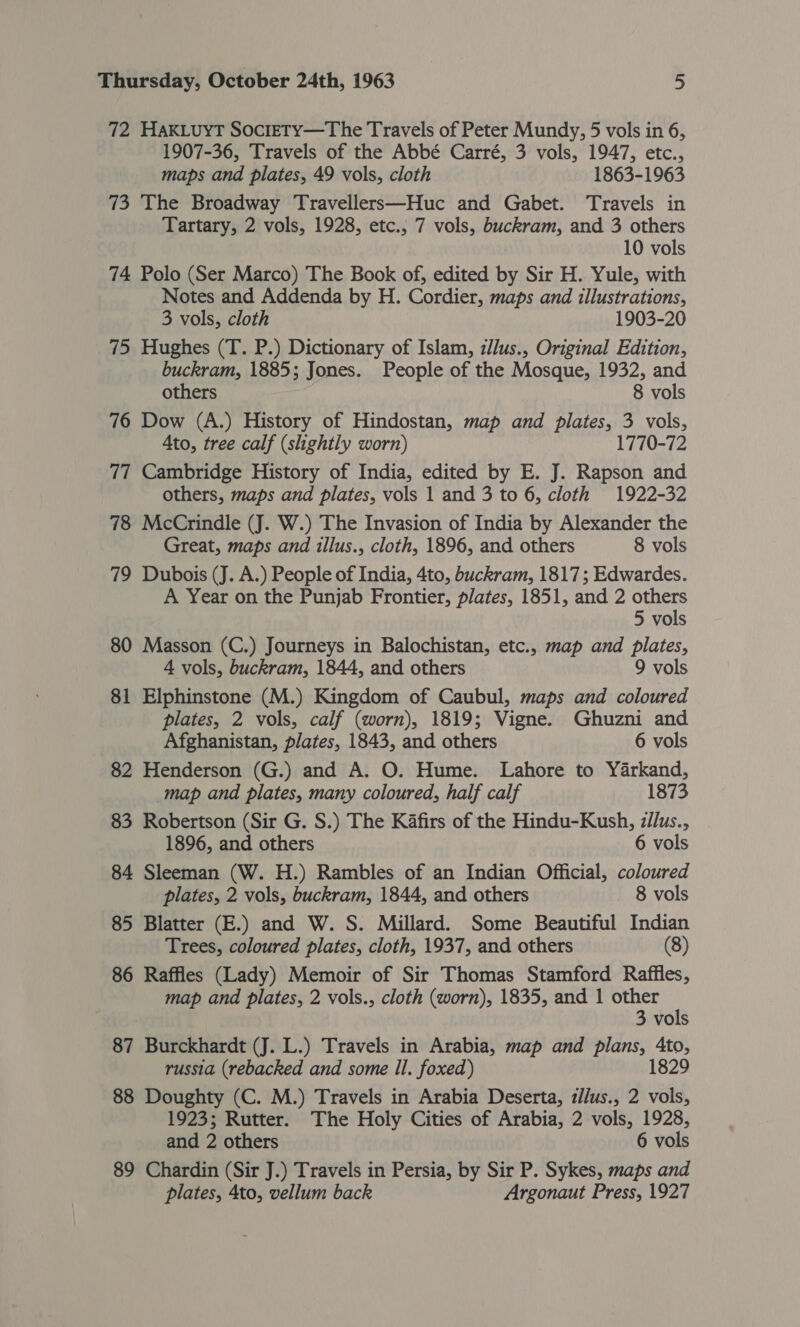 Thursday, October 24th, 1963 5
72 HAKLUYT SOCIETY—The Travels of Peter Mundy, 5 vols in 6,
1907-36, Travels of the Abbé Carré, 3 vols, 1947, etc.,
maps and plates, 49 vols, cloth 1863-1963
73 The Broadway Travellers—Huc and Gabet. Travels in
Tartary, 2 vols, 1928, etc., 7 vols, buckram, and 3 others
10 vols
74 Polo (Ser Marco) The Book of, edited by Sir H. Yule, with
Notes and Addenda by H. Cordier, maps and illustrations,
3 vols, cloth 1903-20
75 Hughes (T. P.) Dictionary of Islam, illus., Original Edition,
buckram, 1885; Jones. People of the Mosque, 1932, and
others 8 vols
76 Dow (A.) History of Hindostan, map and plates, 3 vols,
4to, tree calf (slightly worn) 1770-72
77 Cambridge History of India, edited by E. J. Rapson and
others, maps and plates, vols 1 and 3 to 6, cloth 1922-32
78 McCrindle (J. W.) The Invasion of India by Alexander the
Great, maps and illus., cloth, 1896, and others 8 vols
79 Dubois (J. A.) People of India, 4to, buckram, 1817; Edwardes.
A Year on the Punjab Frontier, plates, 1851, and 2 others
5 vols
80 Masson (C.) Journeys in Balochistan, etc., map and plates,
4 vols, buckram, 1844, and others 9 vols
81 Elphinstone (M.) Kingdom of Caubul, maps and coloured
plates, 2 vols, calf (worn), 1819; Vigne. Ghuzni and
Afghanistan, plates, 1843, and others 6 vols
82 Henderson (G.) and A. O. Hume. Lahore to Yärkand,
map and plates, many coloured, half calf 1873
83 Robertson (Sir G. S.) The Káfirs of the Hindu-Kush, illus.,
1896, and others 6 vols
84 Sleeman (W. H.) Rambles of an Indian Official, coloured
plates, 2 vols, buckram, 1844, and others 8 vols
85 Blatter (E.) and W. S. Millard. Some Beautiful Indian
Trees, coloured plates, cloth, 1937, and others (8)
86 Raffles (Lady) Memoir of Sir Thomas Stamford Raffles,
map and plates, 2 vols., cloth (worn), 1835, and 1 other
3 vols
87 Burckhardt (J. L.) Travels in Arabia, map and plans, 4to,
russia (rebacked and some ll. foxed) 1829
88 Doughty (C. M.) Travels in Arabia Deserta, illus., 2 vols,
1923; Rutter. The Holy Cities of Arabia, 2 vols, 1928,
and 2 others 6 vols
89 Chardin (Sir J.) Travels in Persia, by Sir P. Sykes, maps and
plates, 4to, vellum back Argonaut Press, 1927